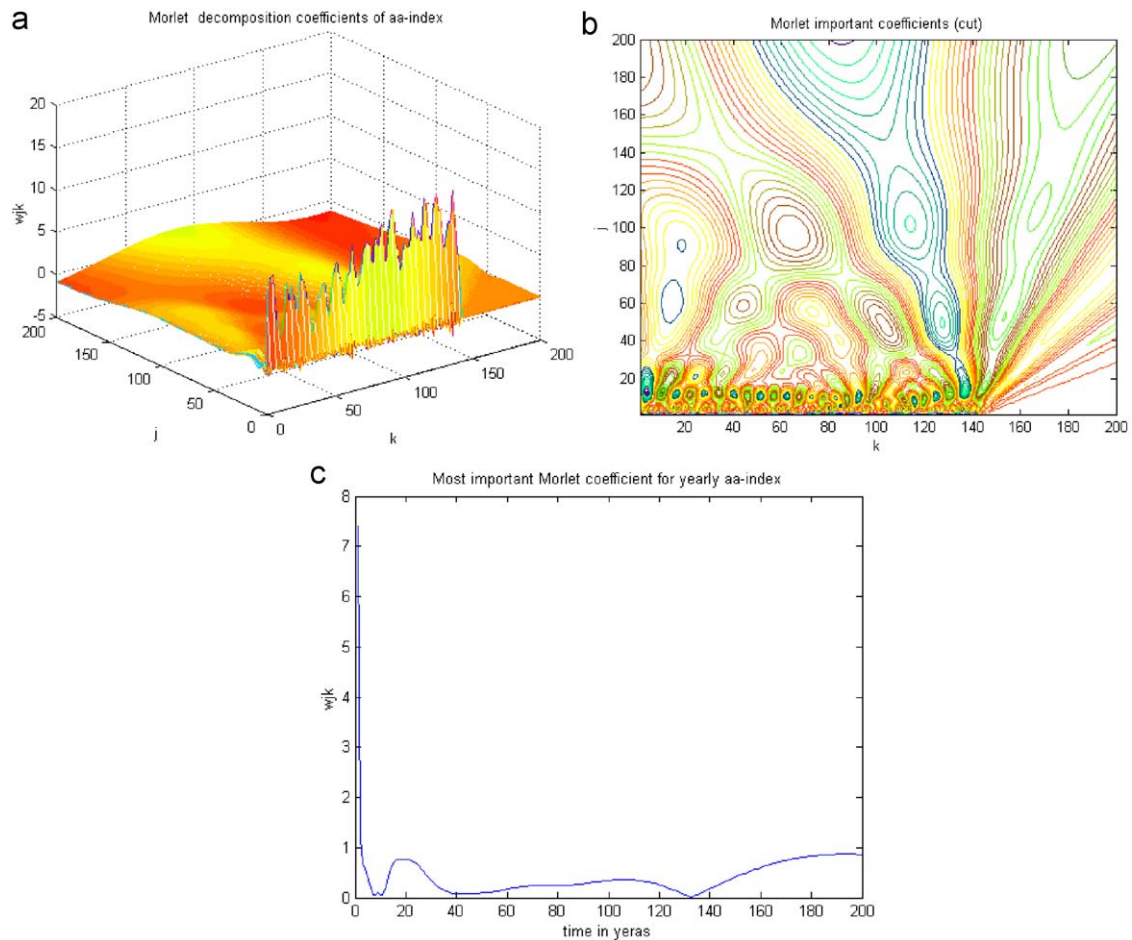 a
Morlet decomposition coefficients of aa-index
20
15
10
5
0
-5
wjk
200
150
100
50
0
j
0
50
100
150
200
k
b
Morlet important coefficients (cut)
200
180
160
140
120
100
80
60
40
20
j
20 40 60 80 100 120 140 160 180 200
k
c
Most important Morlet coefficient for yearly aa-index
8
7
6
5
4
3
2
1
0
wjk
0 20 40 60 80 100 120 140 160 180 200
time in yeras